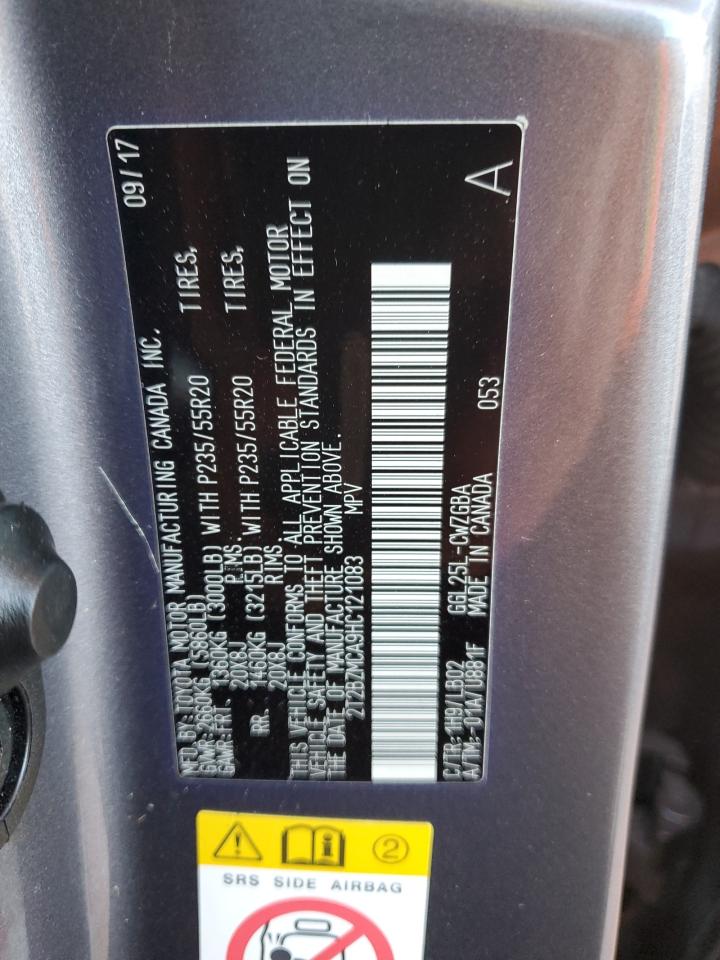 MFD. BY: TOYOTA MOTOR MANUFACTURING CANADA INC. 09/17
GVWR: 2660KG (5860LB)
GAWR: FRT 1360KG (3000LB) WITH P235/55R20 TIRES,
20X8J RIMS
RR. 1460KG (3215LB) WITH P235/55R20 TIRES,
20X8J RIMS
THIS VEHICLE CONFORMS TO ALL APPLICABLE FEDERAL MOTOR
VEHICLE SAFETY AND THEFT PREVENTION STANDARDS IN EFFECT ON
THE DATE OF MANUFACTURE SHOWN ABOVE.
2T2BZMCA9HC121083 MPV
C/TR: 1H9/LB02 GGL25L-CWZGBA 053 A
A/TM: -01A/U881F MADE IN CANADA
2
SRS SIDE AIRBAG